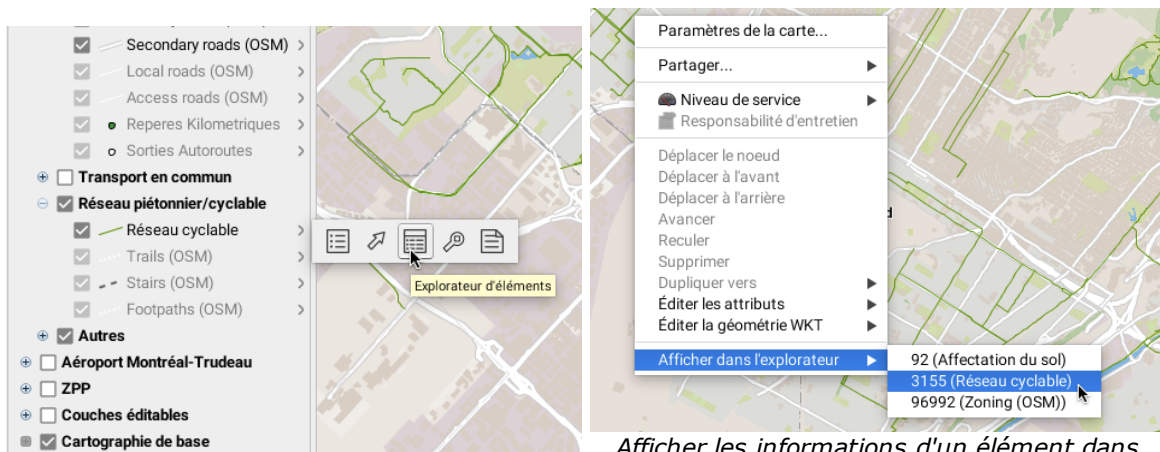 Secondary roads (OSM)
Local roads (OSM)
Access roads (OSM)
Reperes Kilometriques
Sorties Autoroutes
Transport en commun
Réseau piétonnier/cyclable
Réseau cyclable
Trails (OSM)
Stairs (OSM)
Footpaths (OSM)
Autres
Aéroport Montréal-Trudeau
ZPP
Couches éditables
Cartographie de base
Explorateur d'éléments
Paramètres de la carte...
Partager...
Niveau de service
Responsabilité d'entretien
Déplacer le noeud
Déplacer à l'avant
Déplacer à l'arrière
Avancer
Reculer
Supprimer
Dupliquer vers
Éditer les attributs
Éditer la géométrie WKT
Afficher dans l'explorateur
92 (Affectation du sol)
3155 (Réseau cyclable)
96992 (Zoning (OSM))
Afficher les informations d'un élément dans